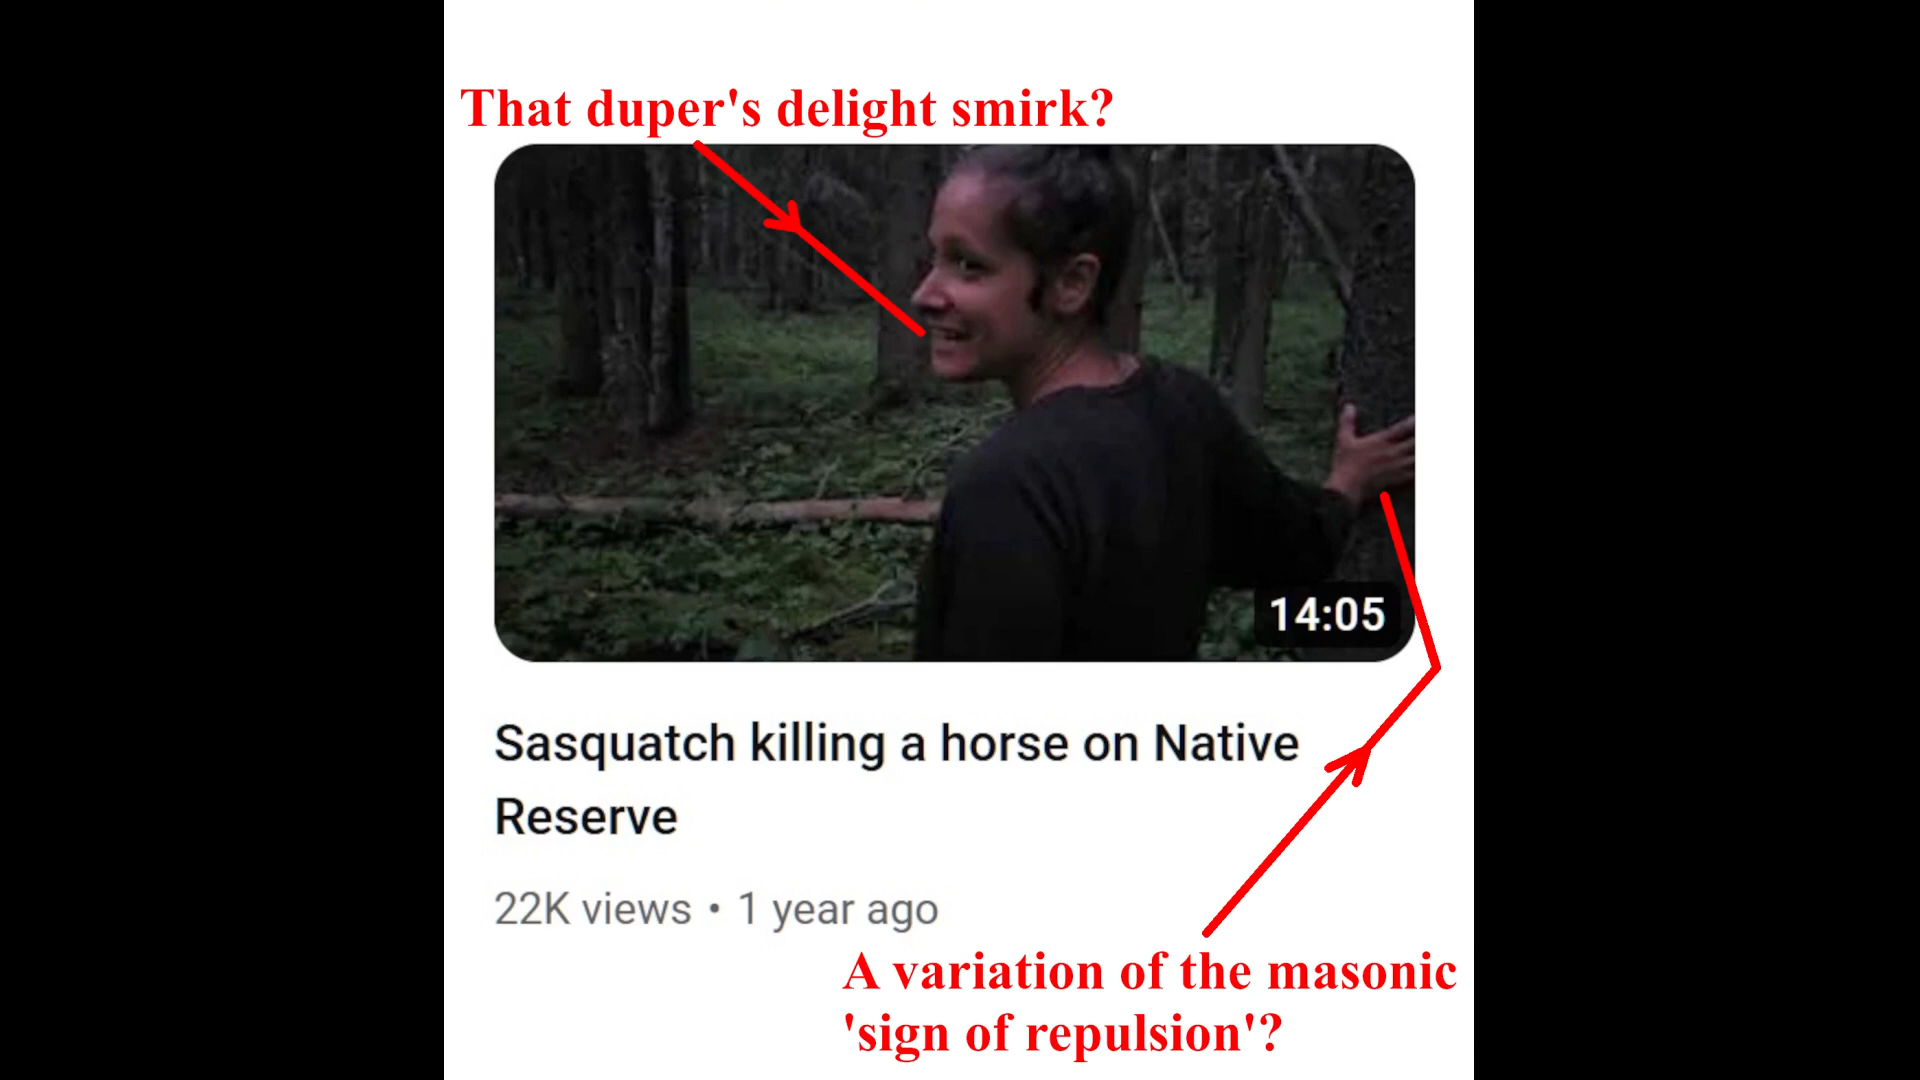 That duper's delight smirk?
14:05
Sasquatch killing a horse on Native
Reserve
22K views • 1 year ago
A variation of the masonic
'sign of repulsion'?